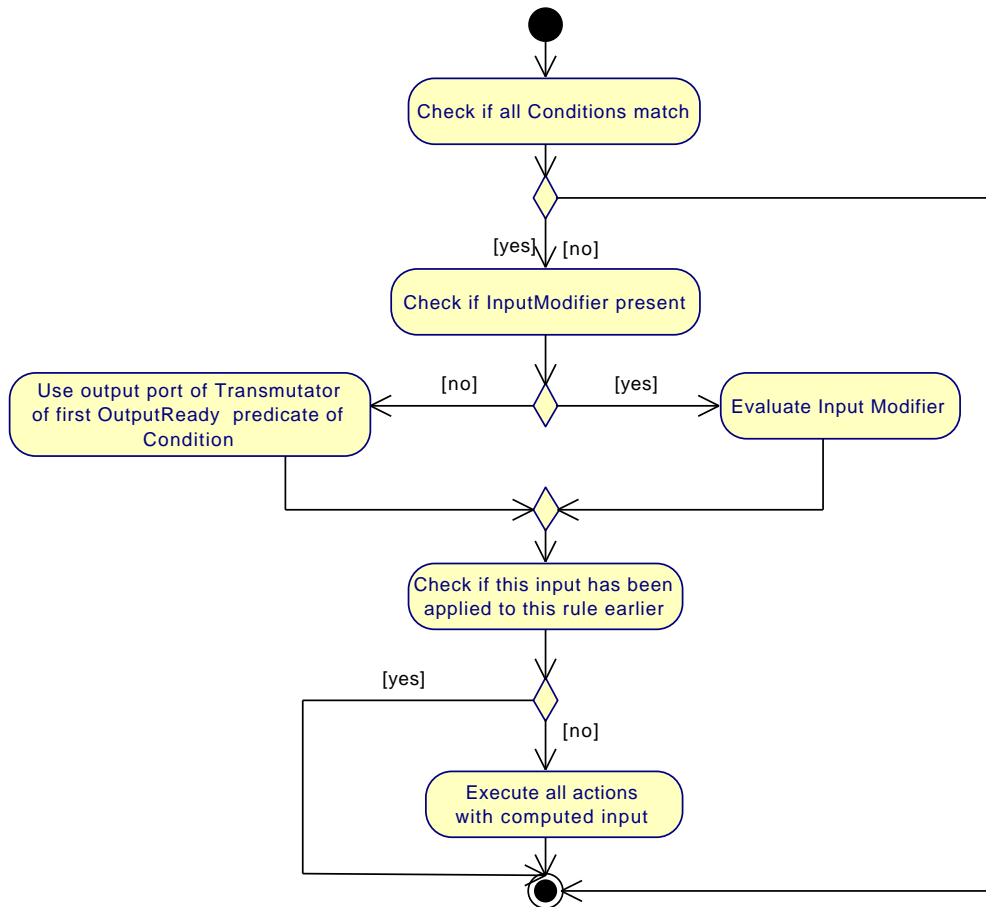 Check if all Conditions match
[yes] [no]
Check if InputModifier present
[no]
[yes]
Use output port of Transmutator
of first OutputReady predicate of
Condition
Evaluate Input Modifier
Check if this input has been
applied to this rule earlier
[yes]
[no]
Execute all actions
with computed input